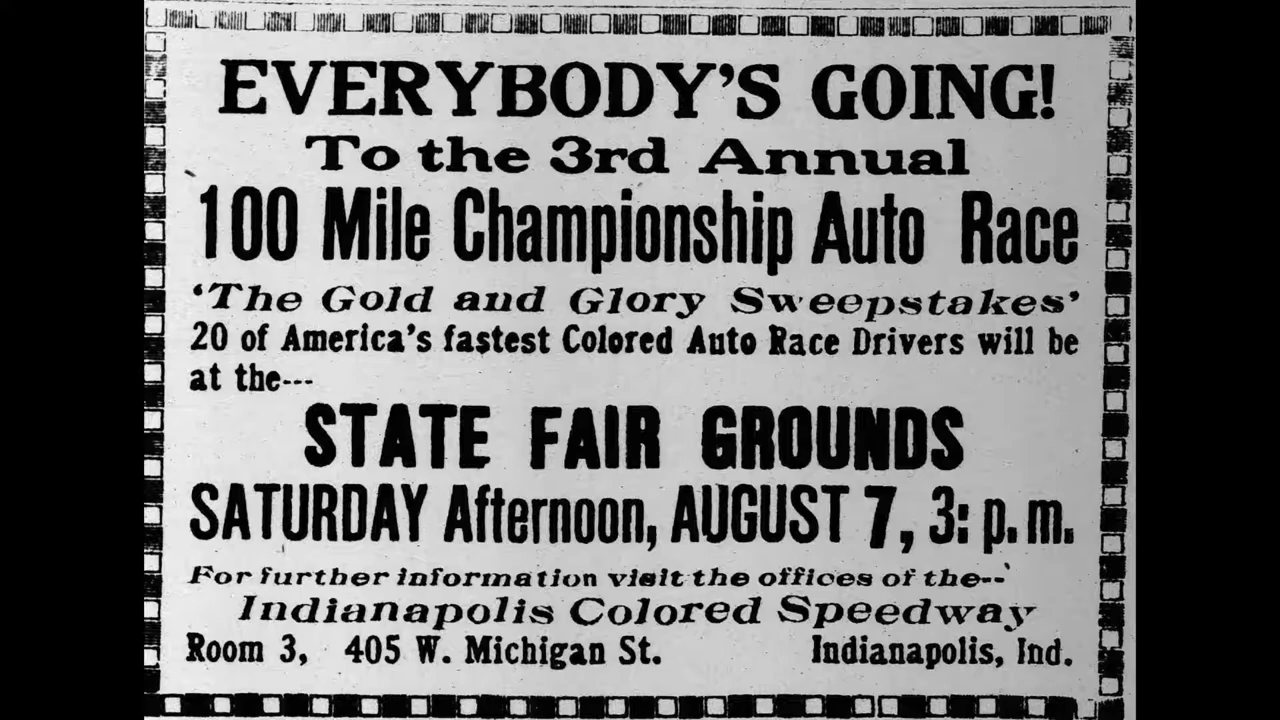 EVERYBODY'S GOING!
To the 3rd Annual
100 Mile Championship Auto Race
'The Gold and Glory Sweepstakes'
20 of America's fastest Colored Auto Race Drivers will be
at the---
STATE FAIR GROUNDS
SATURDAY Afternoon, AUGUST 7, 3: p. m.
For further information visit the offices of the--
Indianapolis Colored Speedway
Room 3, 405 W. Michigan St. Indianapolis, Ind.